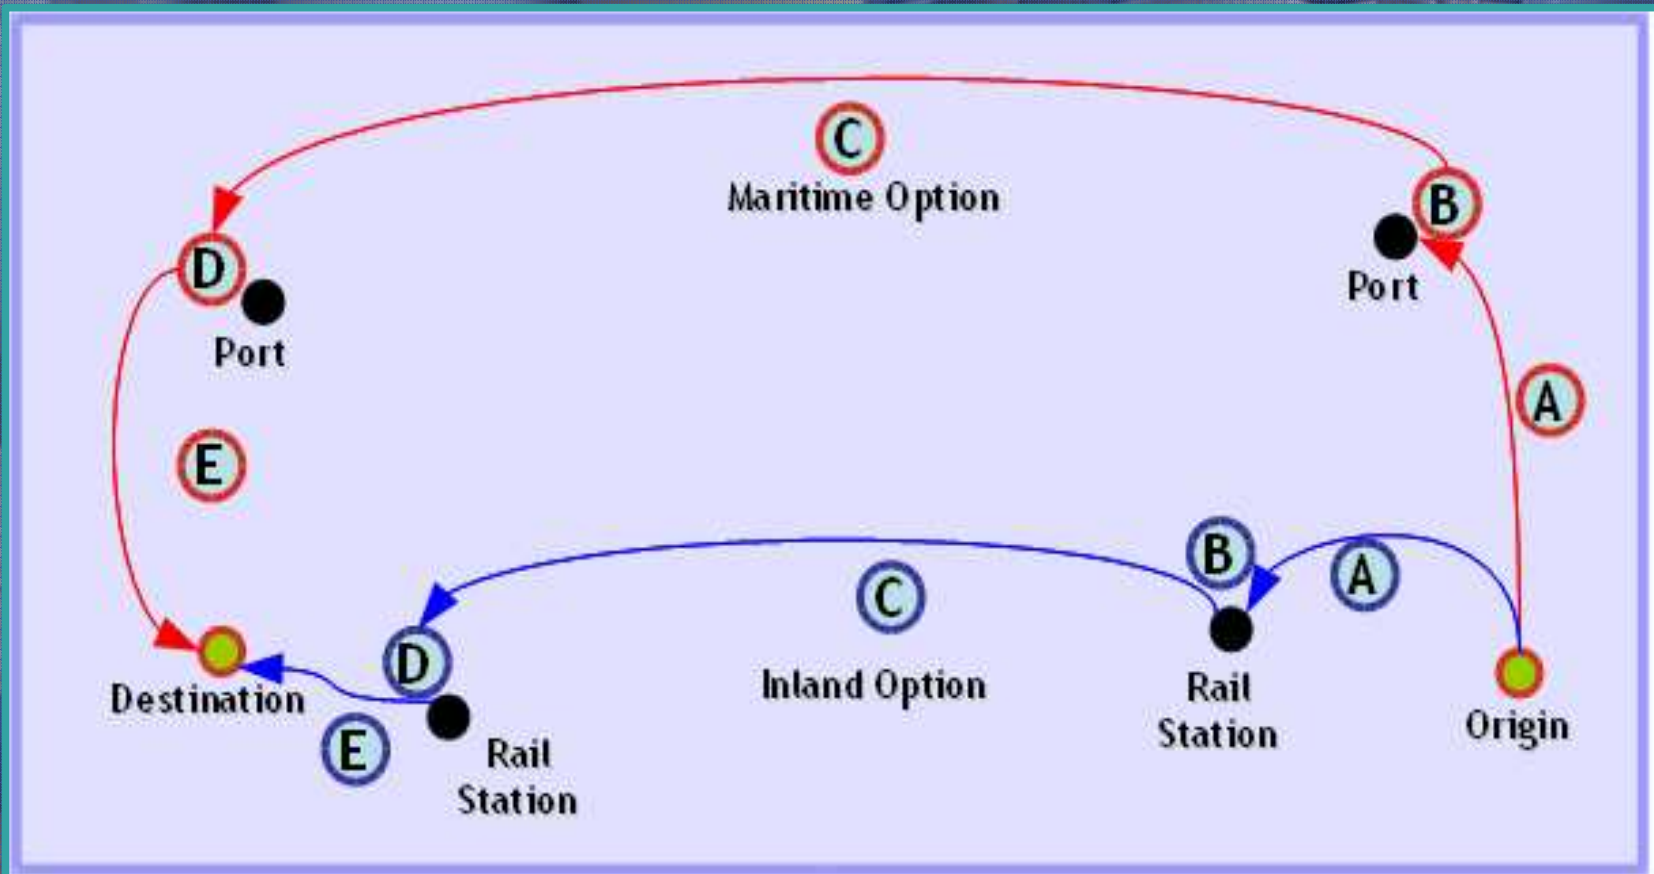 C
Maritime Option
B
Port
D
Port
A
E
B
A
C
D
Inland Option
Rail
Station
Origin
Destination
E
Rail
Station